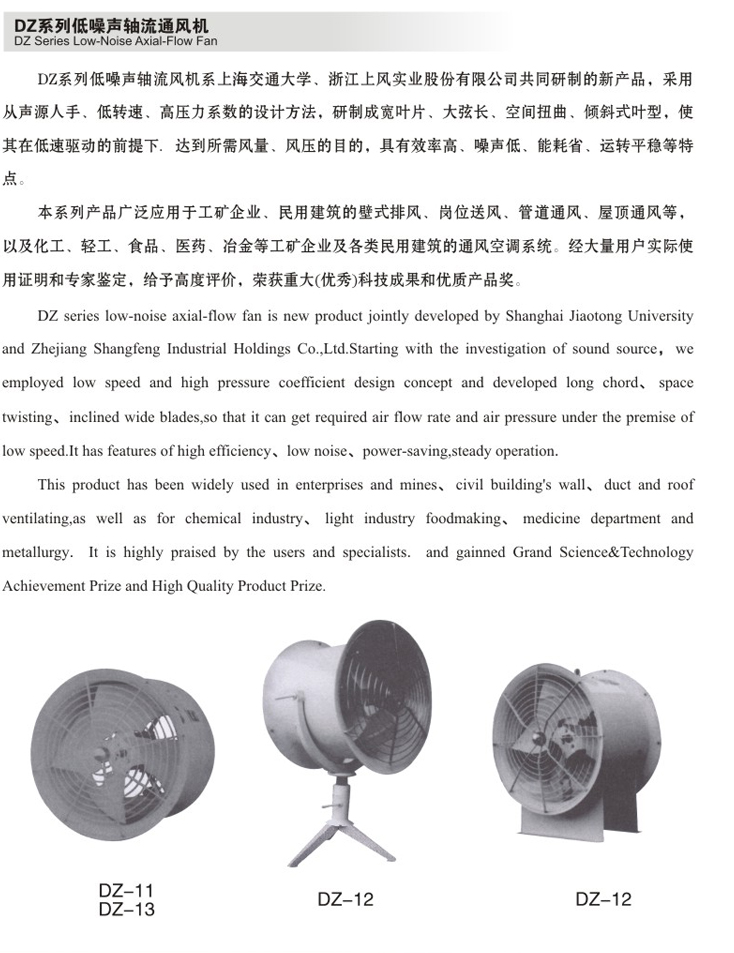 DZ系列低噪声轴流通风机
DZ Series Low-Noise Axial-Flow Fan
DZ系列低噪声轴流风机系上海交通大学、浙江上风实业股份有限公司共同研制的新产品，采用
从声源人手、低转速、高压力系数的设计方法，研制成宽叶片、大弦长、空间扭曲、倾斜式叶型，使
其在低速驱动的前提下．达到所需风量、风压的目的，具有效率高、噪声低、能耗省、运转平稳等特
点。
本系列产品广泛应用于工矿企业、民用建筑的壁式排风、岗位送风、管道通风、屋顶通风等，
以及化工、轻工、食品、医药、冶金等工矿企业及各类民用建筑的通风空调系统。经大量用户实际使
用证明和专家鉴定，给予高度评价，荣获重大(优秀)科技成果和优质产品奖。
DZ series low-noise axial-flow fan is new product jointly developed by Shanghai Jiaotong University
and Zhejiang Shangfeng Industrial Holdings Co.,Ltd.Starting with the investigation of sound source，we
employed low speed and high pressure coefficient design concept and developed long chord、space
twisting、inclined wide blades,so that it can get required air flow rate and air pressure under the premise of
low speed.It has features of high efficiency、low noise、power-saving,steady operation．
This product has been widely used in enterprises and mines、civil building's wall、duct and roof
ventilating,as well as for chemical industry、light industry foodmaking、medicine department and
metallurgy． It is highly praised by the users and specialists． and gainned Grand Science&Technology
Achievement Prize and High Quality Product Prize.
DZ-11
DZ-13
DZ-12
DZ-12